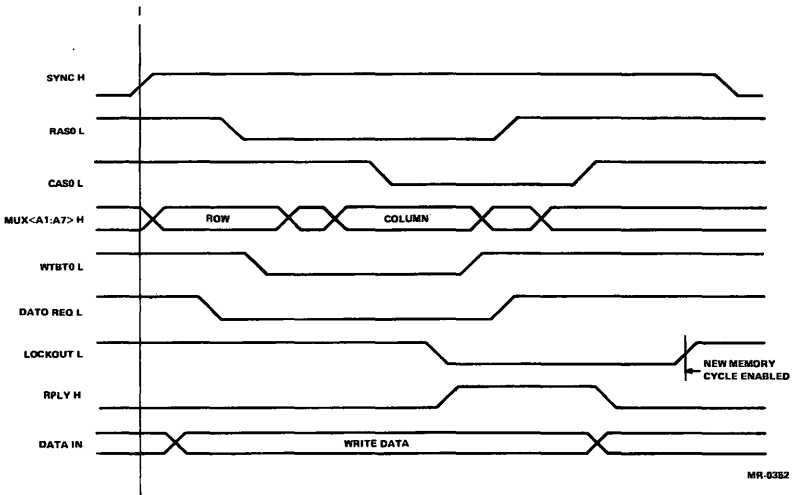 SYNC H
RAS0 L
CAS0 L
MUX<A1:A7> H
ROW
COLUMN
WTBT0 L
DATO REQ L
LOCKOUT L
NEW MEMORY
CYCLE ENABLED
RPLY H
DATA IN
WRITE DATA
MR-0352